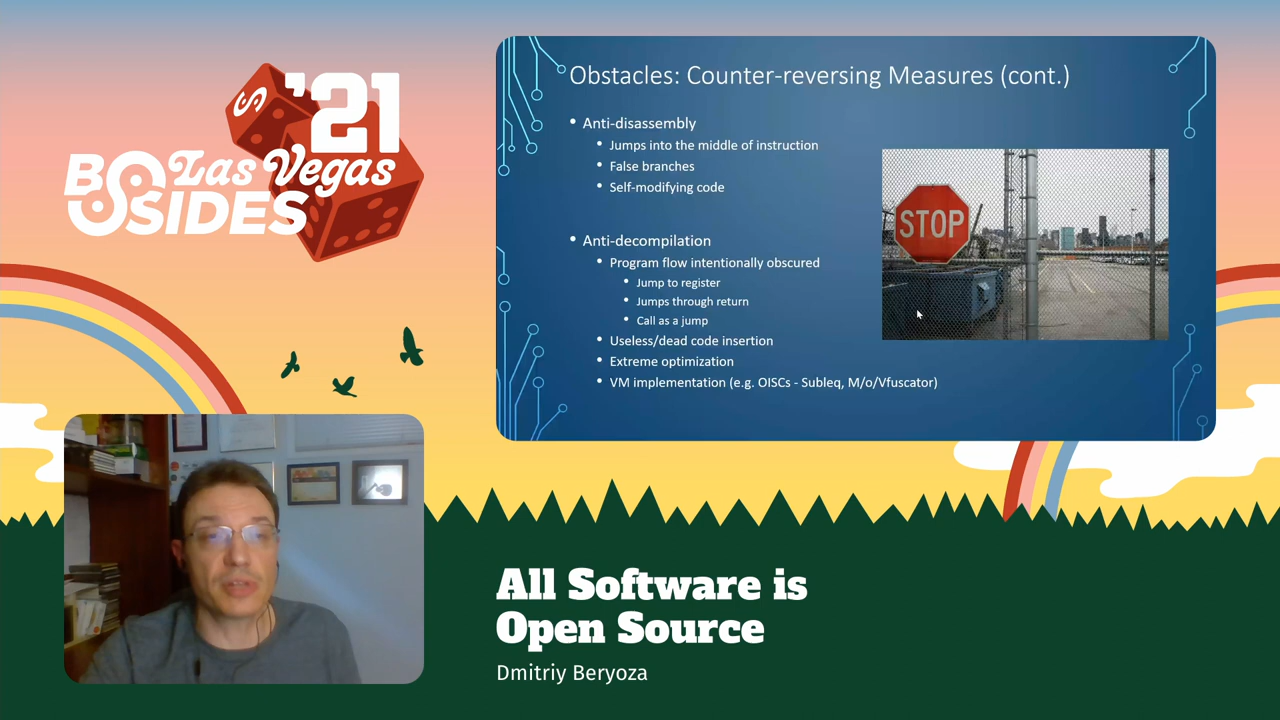 '21
BSIDES
Las Vegas
Obstacles: Counter-reversing Measures (cont.)
• Anti-disassembly
• Jumps into the middle of instruction
• False branches
• Self-modifying code
• Anti-decompilation
• Program flow intentionally obscured
• Jump to register
• Jumps through return
• Call as a jump
• Useless/dead code insertion
• Extreme optimization
• VM implementation (e.g. OISCs - Subleq, M/o/Vfuscator)
STOP
All Software is
Open Source
Dmitriy Beryoza